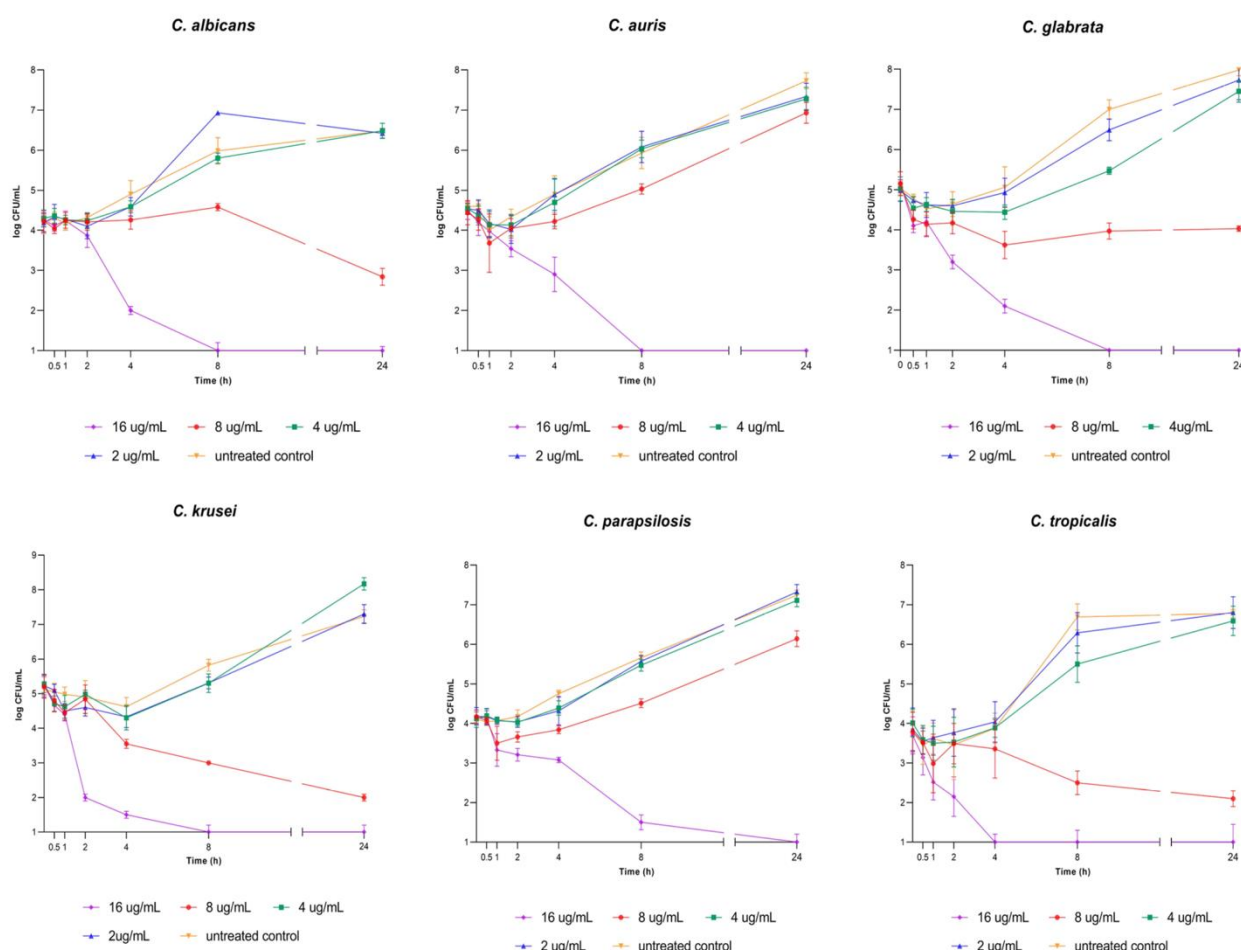 C. albicans
8
7
6
5
4
3
2
1
log CFU/mL
0.5 1 2 4 8 24
Time (h)
16 ug/mL 8 ug/mL 4 ug/mL
2 ug/mL untreated control
C. auris
8
7
6
5
4
3
2
1
log CFU/mL
0.5 1 2 4 8 24
Time (h)
16 ug/mL 8 ug/mL 4 ug/mL
2 ug/mL untreated control
C. glabrata
8
7
6
5
4
3
2
1
log CFU/mL
0 0.5 1 2 4 8 24
Time (h)
16 ug/mL 8 ug/mL 4ug/mL
2 ug/mL untreated control
C. krusei
9
8
7
6
5
4
3
2
1
log CFU/mL
0.5 1 2 4 8 24
Time (h)
16 ug/mL 8 ug/mL 4 ug/mL
2ug/mL untreated control
C. parapsilosis
8
7
6
5
4
3
2
1
log CFU/mL
0.5 1 2 4 8 24
Time (h)
16 ug/mL 8 ug/mL 4 ug/mL
2 ug/mL untreated control
C. tropicalis
8
7
6
5
4
3
2
1
log CFU/mL
0.5 1 2 4 8 24
Time (h)
16 ug/mL 8 ug/mL 4 ug/mL
2 ug/mL untreated control